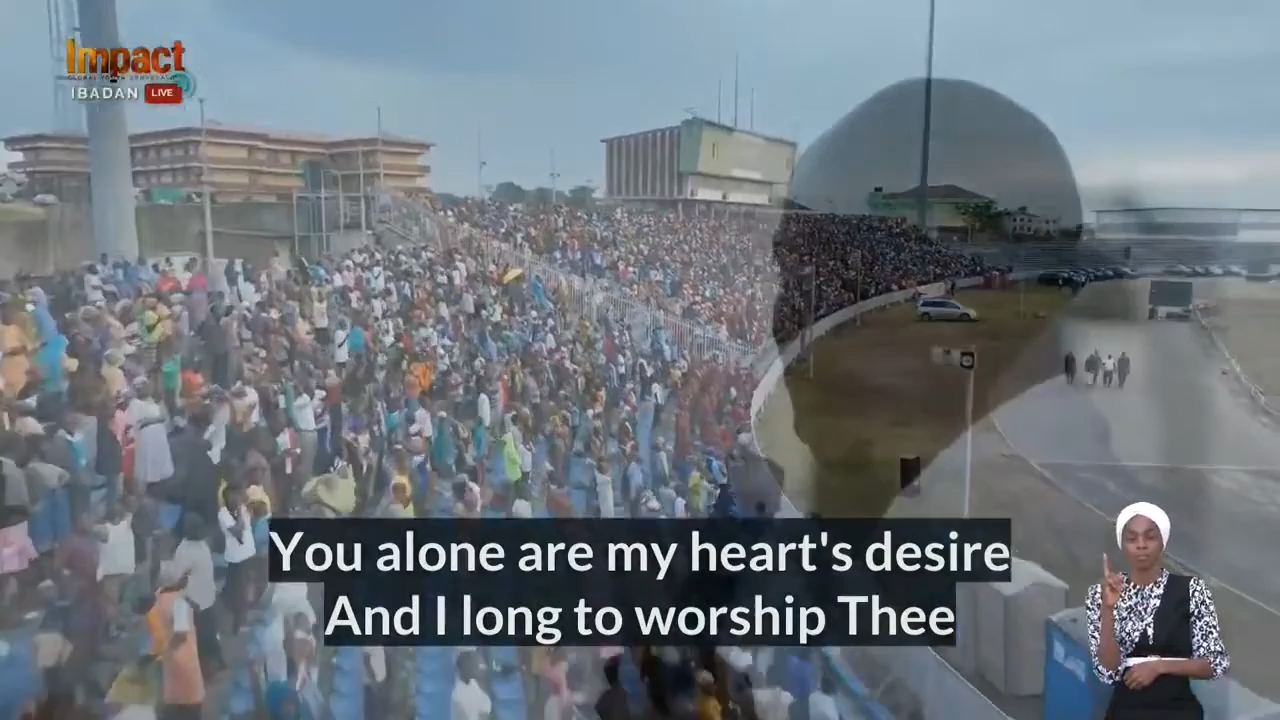 Impact
IBADAN LIVE
You alone are my heart's desire
And I long to worship Thee